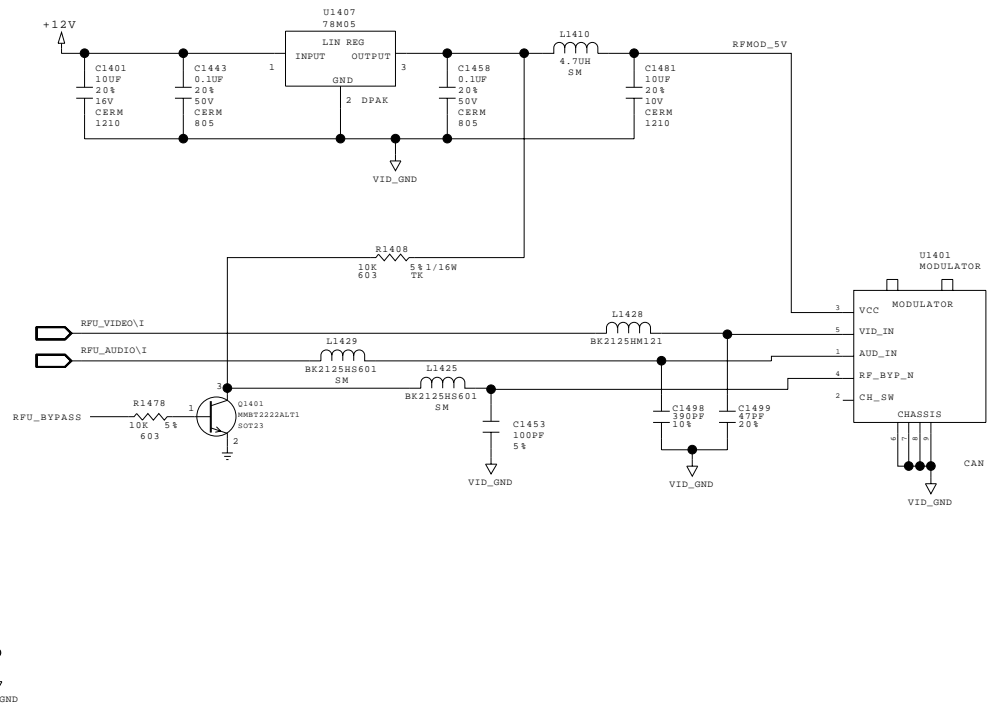 +12V
U1407
78M05
LIN REG
INPUT OUTPUT
GND
1
3
2 DPAK
C1401
10UF
20%
16V
CERM
1210
C1443
0.1UF
20%
50V
CERM
805
C1458
0.1UF
20%
50V
CERM
805
L1410
4.7UH
SM
C1481
10UF
20%
10V
CERM
1210
RFMOD_5V
VID_GND
R1408
10K 5% 1/16W
603 TK
U1401
MODULATOR
MODULATOR
3 VCC
5 VID_IN
1 AUD_IN
4 RF_BYP_N
2 CH_SW
CHASSIS
6 7 8 9
CAN
VID_GND
RFU_VIDEO\I
RFU_AUDIO\I
L1428
BK2125HM121
L1429
BK2125HS601
SM
L1425
BK2125HS601
SM
RFU_BYPASS
R1478
10K 5%
603
3
1
2
Q1401
MMBT2222ALT1
SOT23
C1453
100PF
5%
VID_GND
C1498
390PF
10%
C1499
47PF
20%
VID_GND
GND